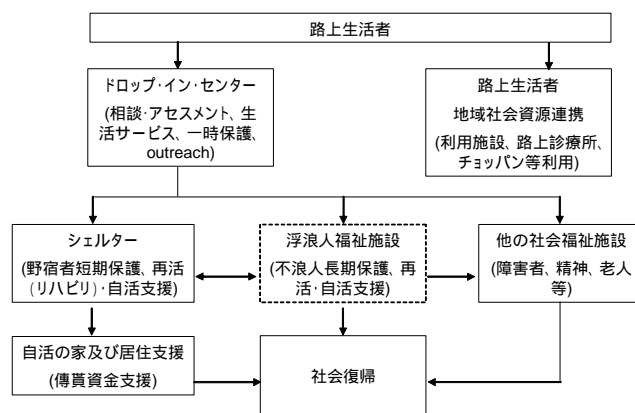 路上生活者
ドロップ・イン・センター
(相談・アセスメント、生
活サービス、一時保護、
outreach)
路上生活者
地域社会資源連携
(利用施設、路上診療所、
チョッパン等利用)
シェルター
(野宿者短期保護、再活
(リハビリ)・自活支援)
浮浪人福祉施設
(不浪人長期保護、再
活・自活支援)
他の社会福祉施設
(障害者、精神、老人
等)
自活の家及び居住支援
(傳貰資金支援)
社会復帰